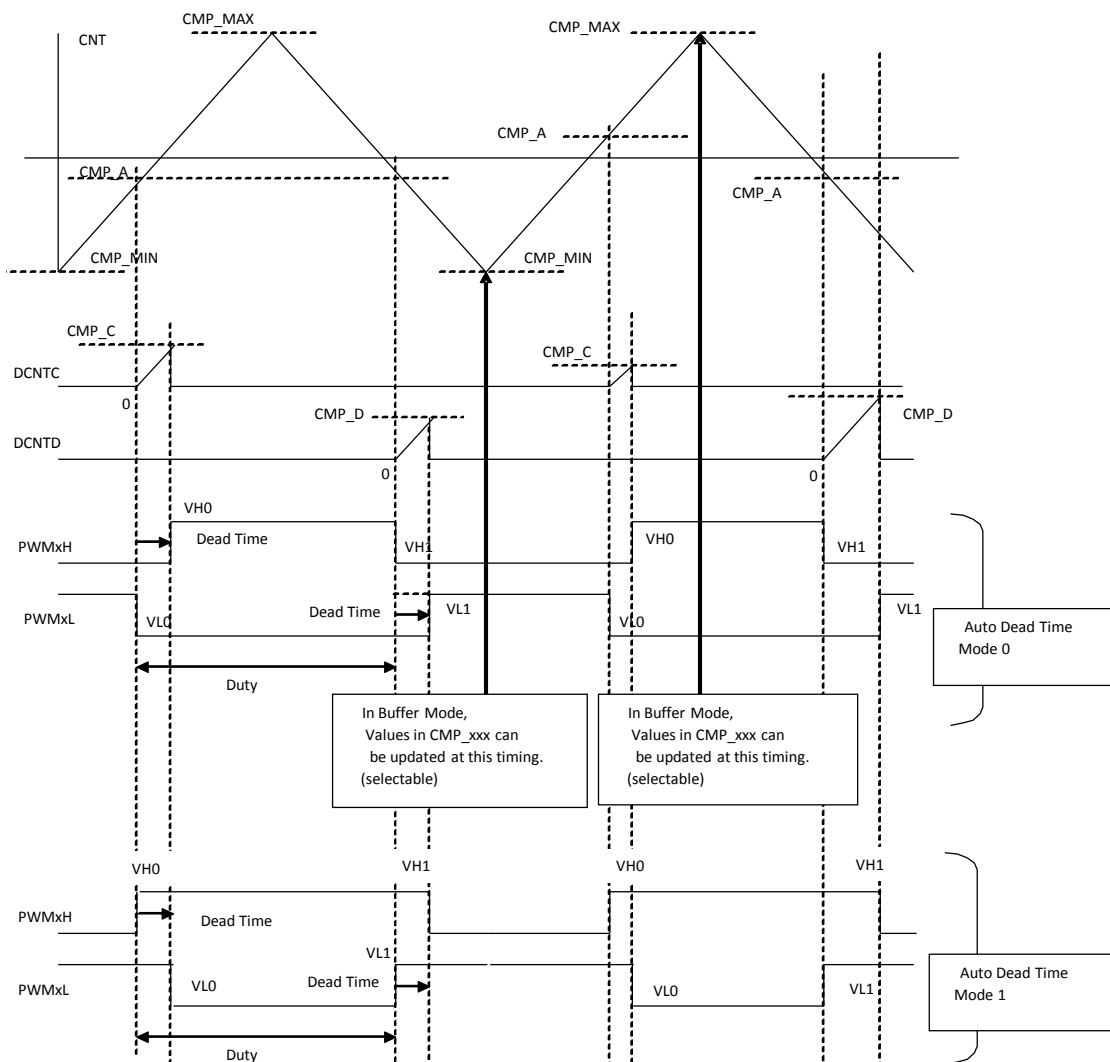 CMP_MAX
CMP_MAX
CNT
CMP_A
CMP_A
CMP_A
CMP_MIN
CMP_MIN
CMP_C
CMP_C
DCNTC
0
CMP_D
CMP_D
DCNTD
0
0
VH0
Dead Time
VH0
PWMxH
VH1
VH1
Dead Time
VL1
VL1
PWMxL
VL0
VL0
Auto Dead Time
Mode 0
Duty
In Buffer Mode,
Values in CMP_xxx can
be updated at this timing.
(selectable)
In Buffer Mode,
Values in CMP_xxx can
be updated at this timing.
(selectable)
VH0
VH1
VH0
VH1
PWMxH
Dead Time
VL1
PWMxL
VL0
Dead Time
VL0
VL1
Auto Dead Time
Mode 1
Duty